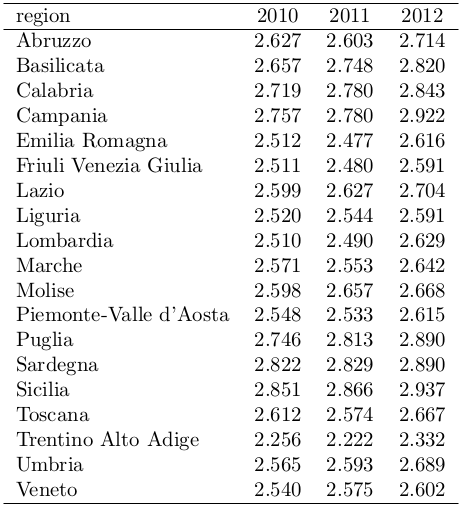 region 2010 2011 2012
Abruzzo 2.627 2.603 2.714
Basilicata 2.657 2.748 2.820
Calabria 2.719 2.780 2.843
Campania 2.757 2.780 2.922
Emilia Romagna 2.512 2.477 2.616
Friuli Venezia Giulia 2.511 2.480 2.591
Lazio 2.599 2.627 2.704
Liguria 2.520 2.544 2.591
Lombardia 2.510 2.490 2.629
Marche 2.571 2.553 2.642
Molise 2.598 2.657 2.668
Piemonte-Valle d'Aosta 2.548 2.533 2.615
Puglia 2.746 2.813 2.890
Sardegna 2.822 2.829 2.890
Sicilia 2.851 2.866 2.937
Toscana 2.612 2.574 2.667
Trentino Alto Adige 2.256 2.222 2.332
Umbria 2.565 2.593 2.689
Veneto 2.540 2.575 2.602